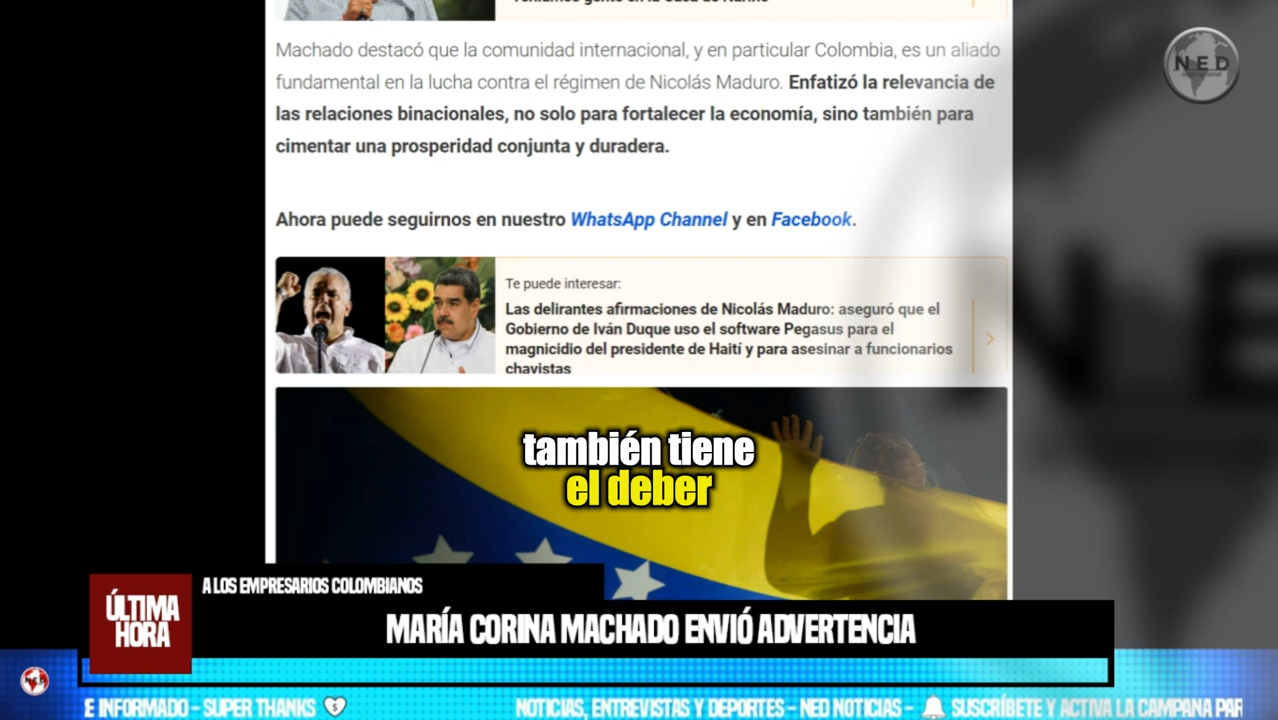 Machado destacó que la comunidad internacional, y en particular Colombia, es un aliado
fundamental en la lucha contra el régimen de Nicolás Maduro. Enfatizó la relevancia de
las relaciones binacionales, no solo para fortalecer la economía, sino también para
cimentar una prosperidad conjunta y duradera.
Ahora puede seguirnos en nuestro WhatsApp Channel y en Facebook.
Te puede interesar:
Las delirantes afirmaciones de Nicolás Maduro: aseguró que el
Gobierno de Iván Duque uso el software Pegasus para el
magnicidio del presidente de Haití y para asesinar a funcionarios
chavistas
también tiene
el deber
NED
internacional
NE
ÚLTIMA
HORA
A LOS EMPRESARIOS COLOMBIANOS
MARÍA CORINA MACHADO ENVIÓ ADVERTENCIA
E INFORMADO - SUPER THANKS
NOTICIAS, ENTREVISTAS Y DEPORTES - NED NOTICIAS - SUSCRÍBETE Y ACTIVA LA CAMPANA PAR